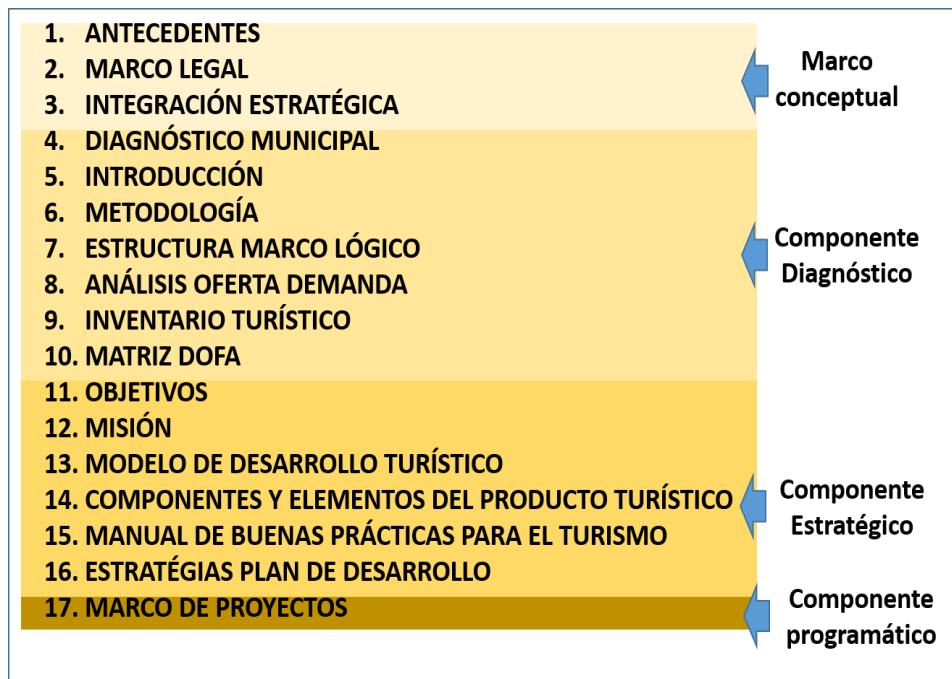 1. ANTECEDENTES
2. MARCO LEGAL
3. INTEGRACIÓN ESTRATÉGICA
4. DIAGNÓSTICO MUNICIPAL
5. INTRODUCCIÓN
6. METODOLOGÍA
7. ESTRUCTURA MARCO LÓGICO
8. ANÁLISIS OFERTA DEMANDA
9. INVENTARIO TURÍSTICO
10. MATRIZ DOFA
11. OBJETIVOS
12. MISIÓN
13. MODELO DE DESARROLLO TURÍSTICO
14. COMPONENTES Y ELEMENTOS DEL PRODUCTO TURÍSTICO
15. MANUAL DE BUENAS PRÁCTICAS PARA EL TURISMO
16. ESTRATÉGIAS PLAN DE DESARROLLO
17. MARCO DE PROYECTOS
Marco
conceptual
Componente
Diagnóstico
Componente
Estratégico
Componente
programático